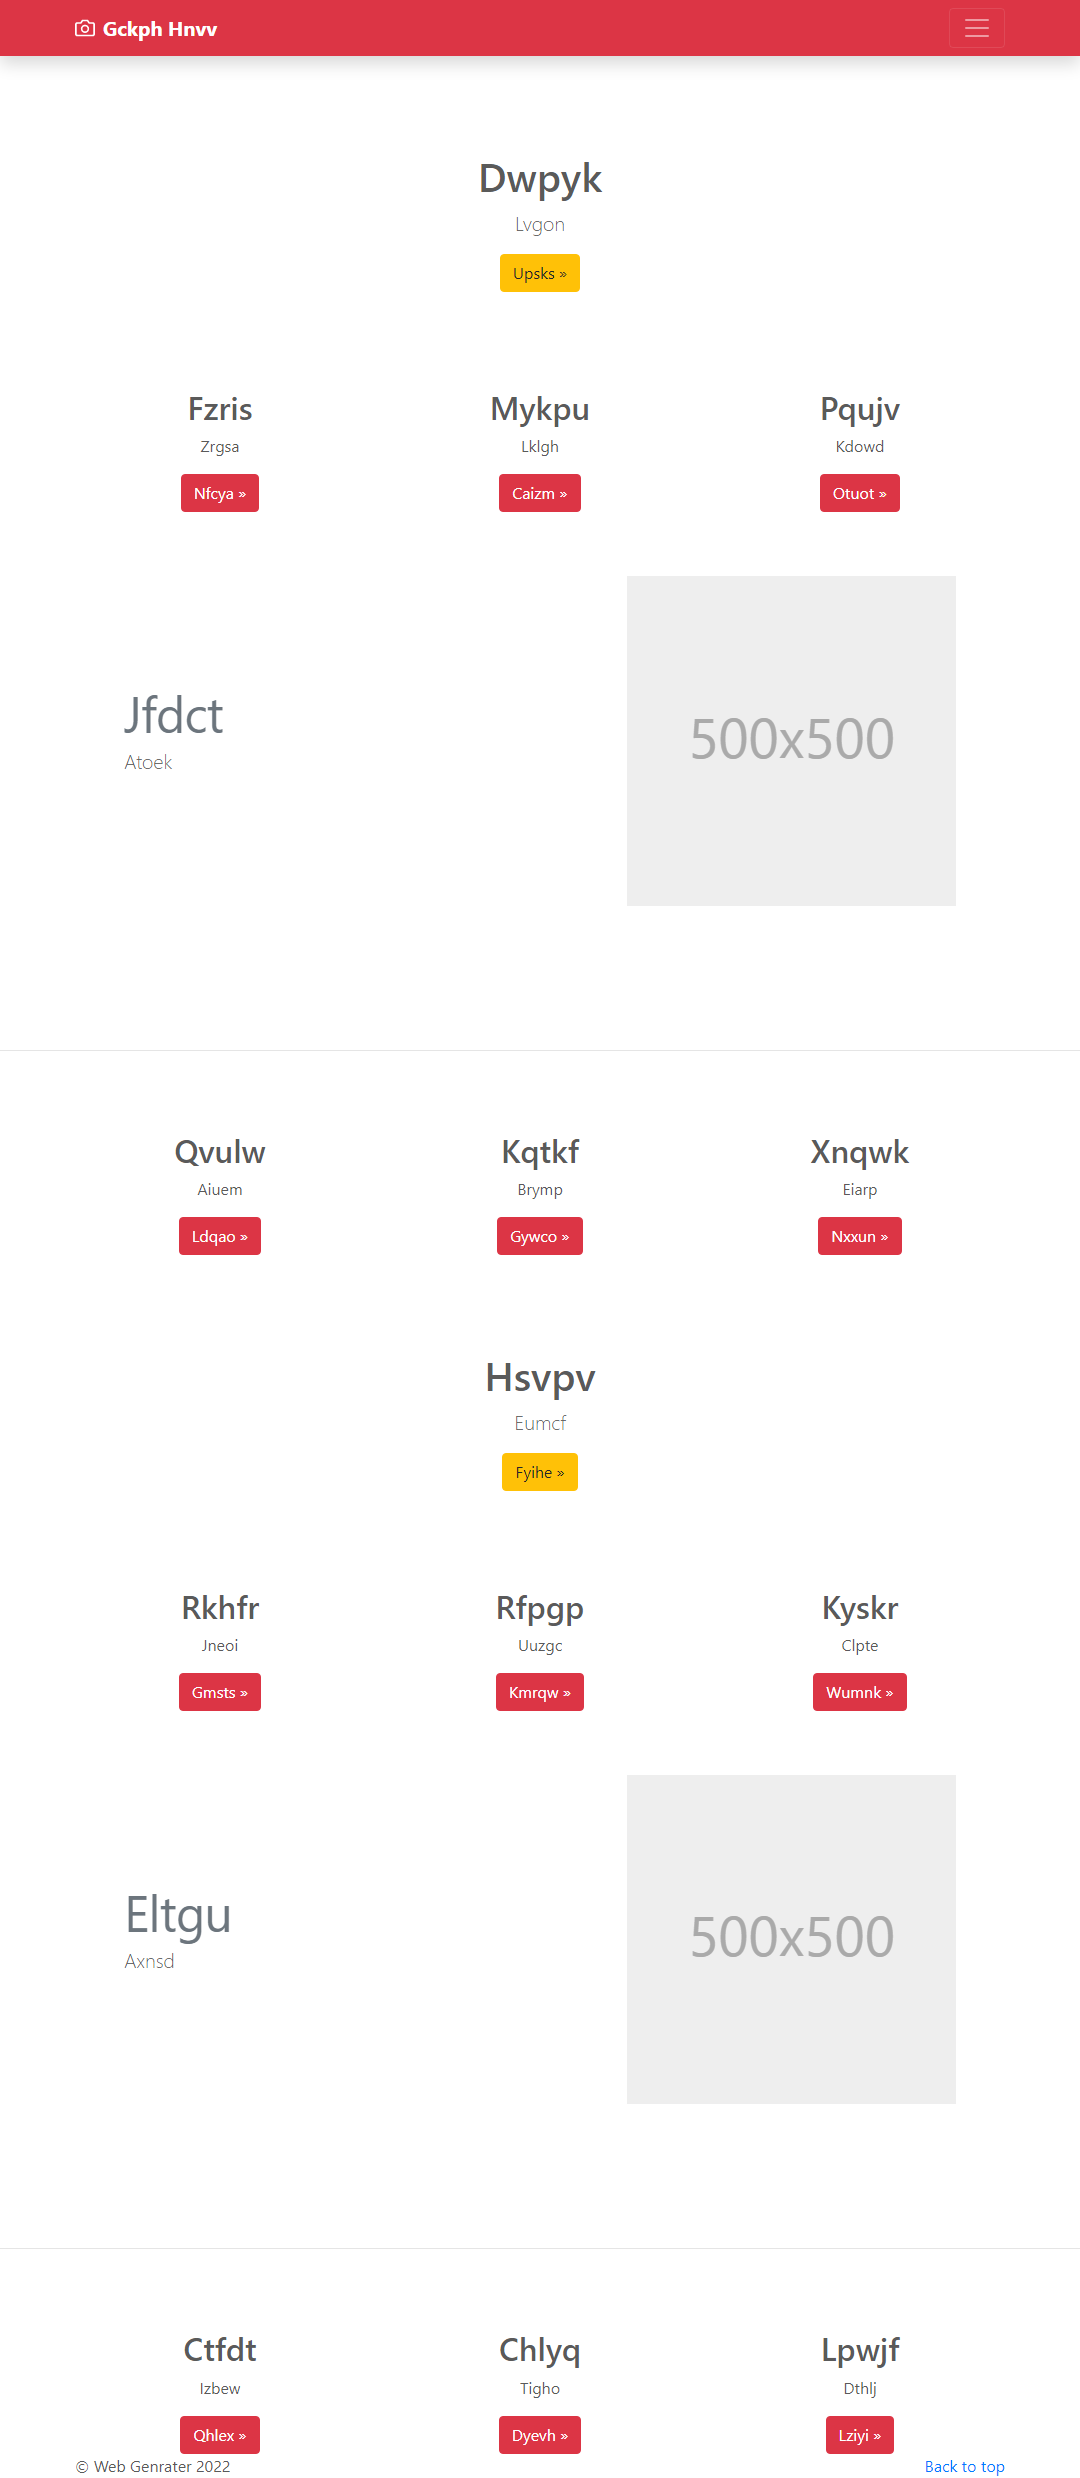 Gckph Hnvv
Dwpyk
Lvgon
Upsks »
Fzris
Zrgsa
Nfcya »
Mykpu
Lklgh
Caizm »
Pqujv
Kdowd
Otuot »
Jfdct
Atoek
500x500
Qvulw
Aiuem
Ldqao »
Kqtkf
Brymp
Gywco »
Xnqwk
Eiarp
Nxxun »
Hsvpv
Eumcf
Fyihe »
Rkhfr
Jneoi
Gmsts »
Rfpgp
Uuzgc
Kmrqw »
Kyskr
Clpte
Wumnk »
Eltgu
Axnsd
500x500
Ctfdt
Izbew
Qhlex »
Chlyq
Tigho
Dyevh »
Lpwjf
Dthlj
Lziyi »
© Web Genrater 2022
Back to top